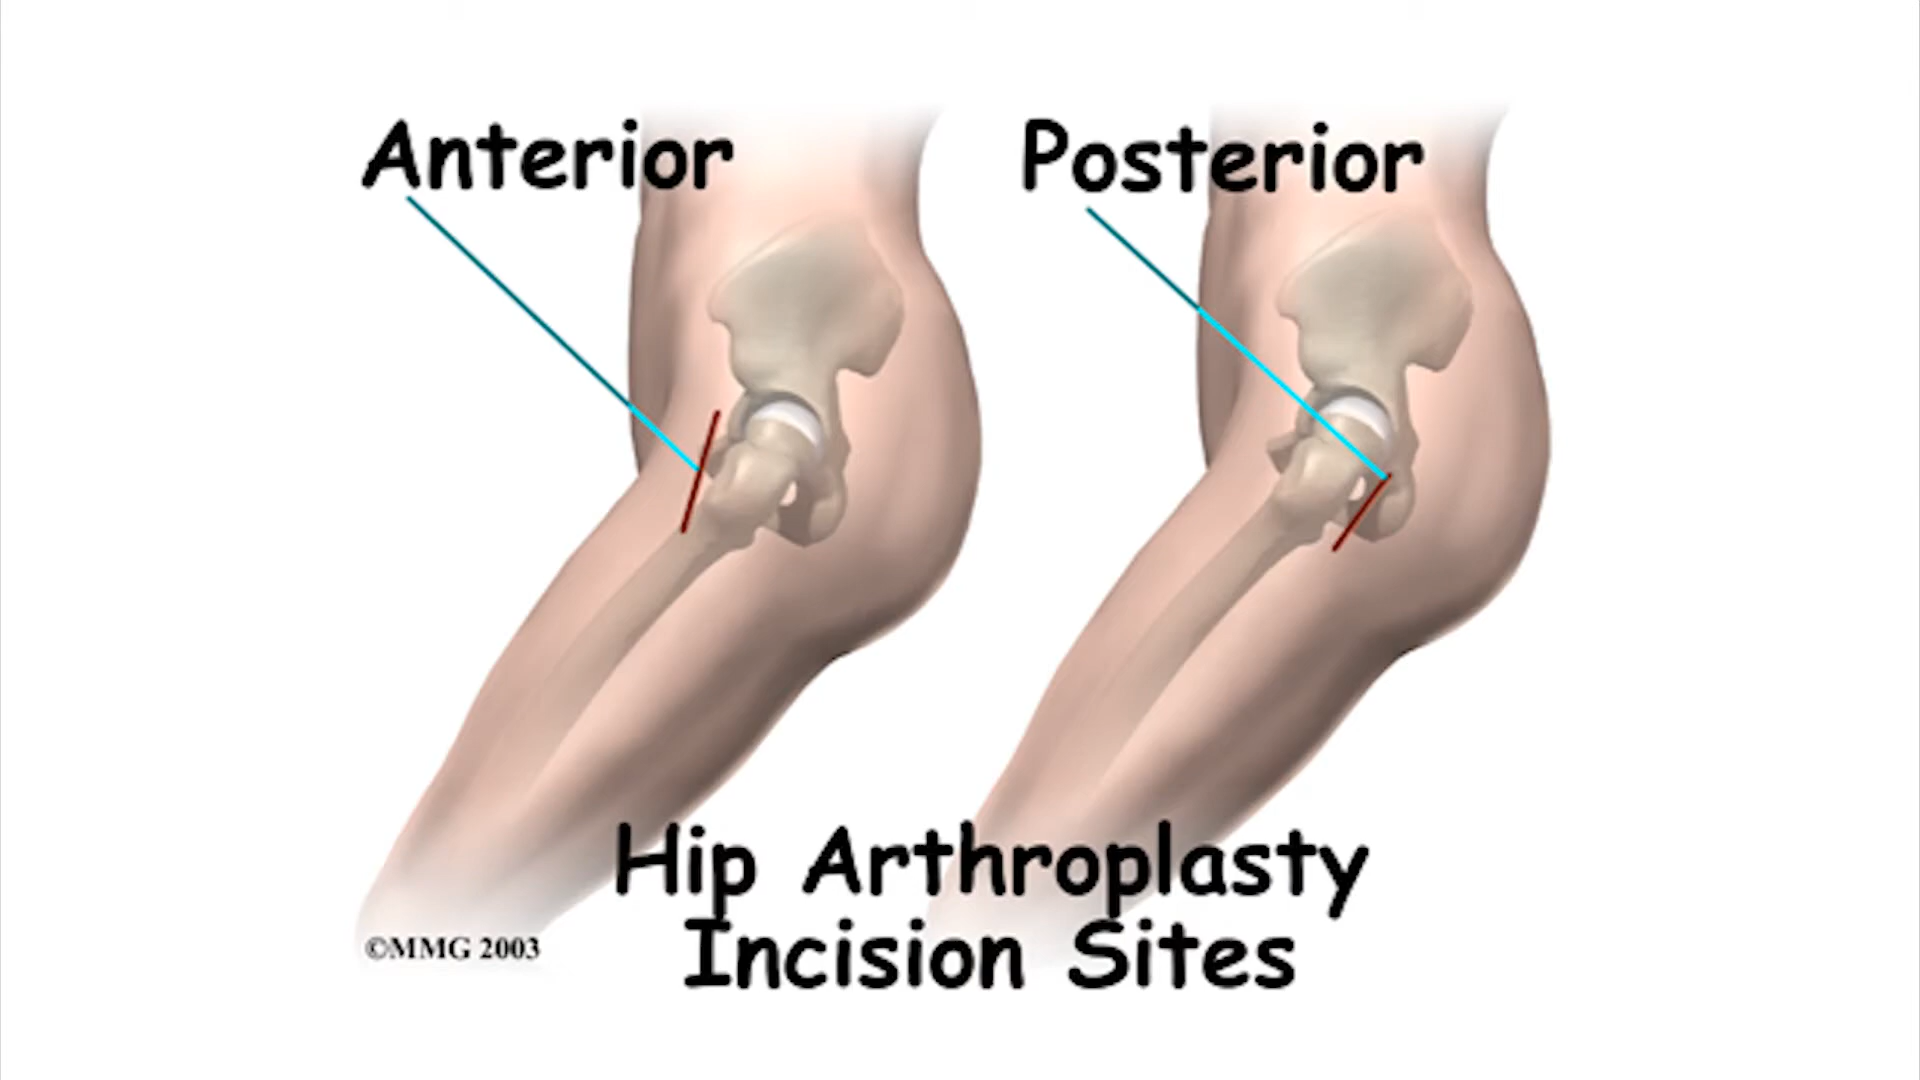 Anterior
Posterior
Hip Arthroplasty
Incision Sites
©MMG 2003